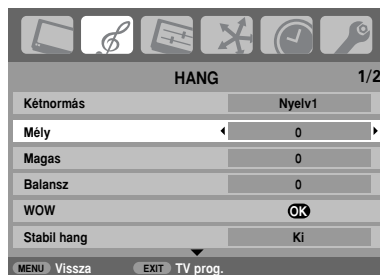 HANG 1/2
Kétnormás Nyelv1
Mély 0
Magas 0
Balansz 0
WOW OK
Stabil hang Ki
MENU Vissza EXIT TV prog.